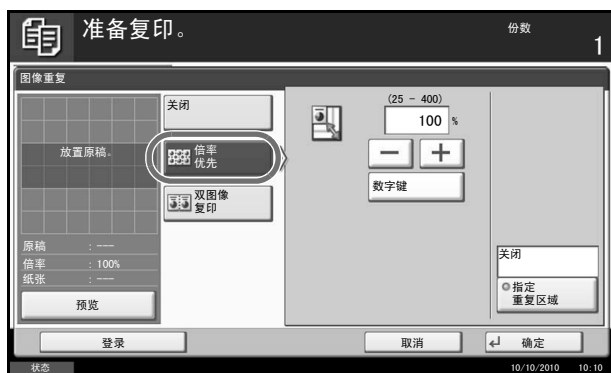 准备复印。
份数
1
图像重复
放置原稿。
原稿 : ---
倍率 : 100%
纸张 : ---
预览
关闭
倍率
优先
双图像
复印
(25 - 400)
100 %
数字键
关闭
指定
重复区域
登录
取消
确定
状态
10/10/2010 10:10